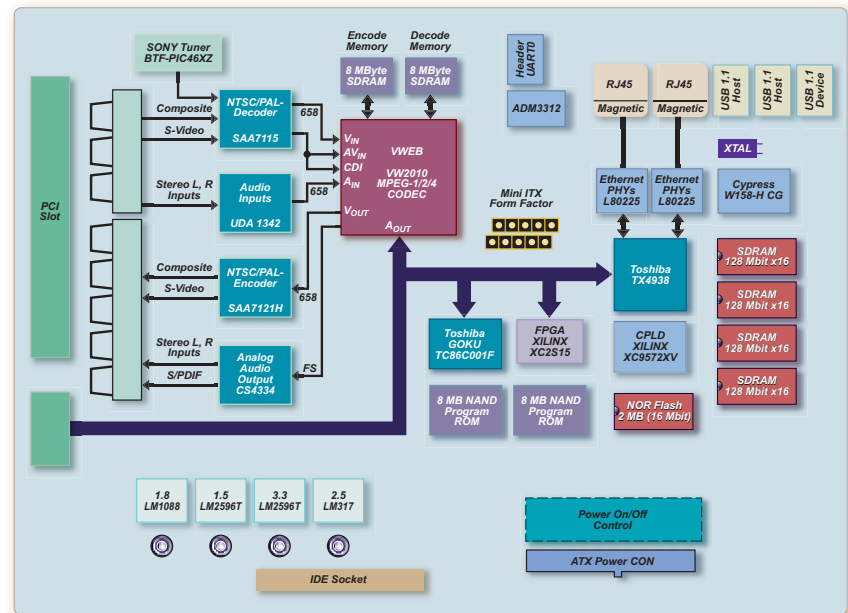 SONY Tuner
BTF-PIC46XZ
Encode
Memory
Decode
Memory
8 MByte
SDRAM
8 MByte
SDRAM
Header
UART0
ADM3312
RJ45
Magnetic
RJ45
Magnetic
USB 1.1
Host
USB 1.1
Host
USB 1.1
Device
XTAL
Composite
S-Video
NTSC/PAL-
Decoder
SAA7115
658
VIN
AVIN
CDI
AIN
VOUT
AOUT
VWEB
VW2010
MPEG-1/2/4
CODEC
Stereo L, R
Inputs
Audio
Inputs
UDA 1342
658
PCI
Slot
Mini ITX
Form Factor
Ethernet
PHYs
L80225
Ethernet
PHYs
L80225
Cypress
W158-H CG
Composite
S-Video
NTSC/PAL-
Encoder
SAA7121H
658
Toshiba
TX4938
SDRAM
128 Mbit x16
SDRAM
128 Mbit x16
SDRAM
128 Mbit x16
SDRAM
128 Mbit x16
Stereo L, R
Inputs
S/PDIF
Analog
Audio
Output
CS4334
FS
Toshiba
GOKU
TC86C001F
FPGA
XILINX
XC2S15
CPLD
XILINX
XC9572XV
8 MB NAND
Program
ROM
8 MB NAND
Program
ROM
NOR Flash
2 MB (16 Mbit)
1.8
LM1088
1.5
LM2596T
3.3
LM2596T
2.5
LM317
Power On/Off
Control
ATX Power CON
IDE Socket